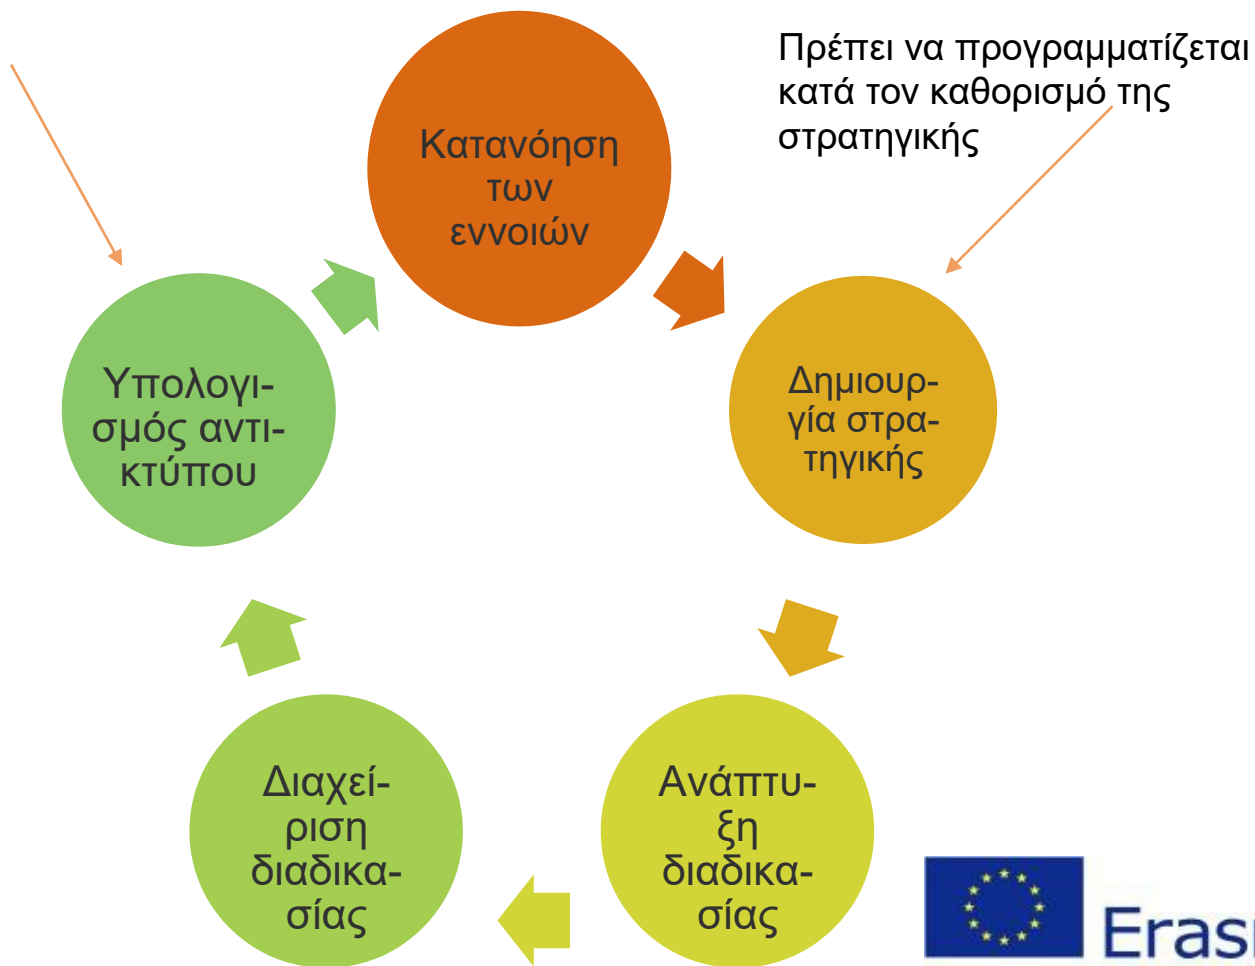 Πρέπει να προγραμματίζεται
κατά τον καθορισμό της
στρατηγικής
Κατανόηση
των
εννοιών
Υπολογι-
σμός αντι-
κτύπου
Δημιουρ-
γία στρα-
τηγικής
Διαχεί-
ριση
διαδικα-
σίας
Ανάπτυ-
ξη
διαδικα-
σίας